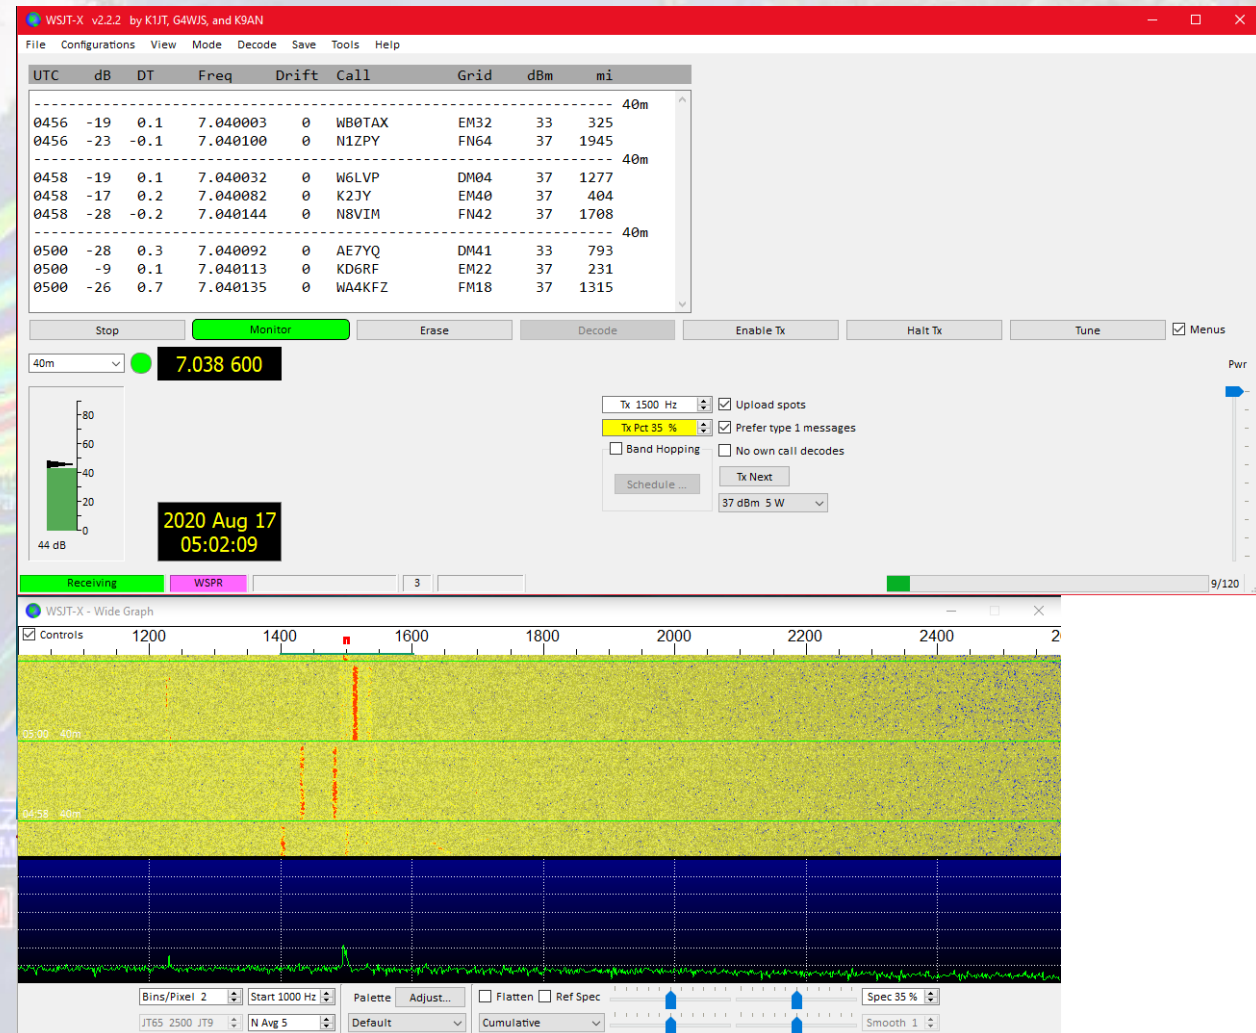 WSJT-X v2.2.2 by K1JT, G4WJS, and K9AN
File Configurations View Mode Decode Save Tools Help
UTC dB DT Freq Drift Call Grid dBm mi
------------------------------------------------------------------ 40m
0456 -19 0.1 7.040003 0 WB0TAX EM32 33 325
0456 -23 -0.1 7.040100 0 N1ZPY FN64 37 1945
------------------------------------------------------------------ 40m
0458 -19 0.1 7.040032 0 W6LVP DM04 37 1277
0458 -17 0.2 7.040082 0 K2JY EM40 37 404
0458 -28 -0.2 7.040144 0 N8VIM FN42 37 1708
------------------------------------------------------------------ 40m
0500 -28 0.3 7.040092 0 AE7YQ DM41 33 793
0500 -9 0.1 7.040113 0 KD6RF EM22 37 231
0500 -26 0.7 7.040135 0 WA4KFZ FM18 37 1315
Stop Monitor Erase Decode Enable Tx Halt Tx Tune Menus
40m 7.038 600 Pwr
80
60
40
20
0
44 dB
Tx 1500 Hz Upload spots
Tx Pct 35 % Prefer type 1 messages
Band Hopping No own call decodes
Schedule ... Tx Next
37 dBm 5 W
2020 Aug 17
05:02:09
Receiving WSPR 3 9/120
WSJT-X - Wide Graph
Controls 1200 1400 1600 1800 2000 2200 2400
05:00 40m
04:58 40m
Bins/Pixel 2 Start 1000 Hz Palette Adjust... Flatten Ref Spec Spec 35 %
JT65 2500 JT9 N Avg 5 Default Cumulative Smooth 1